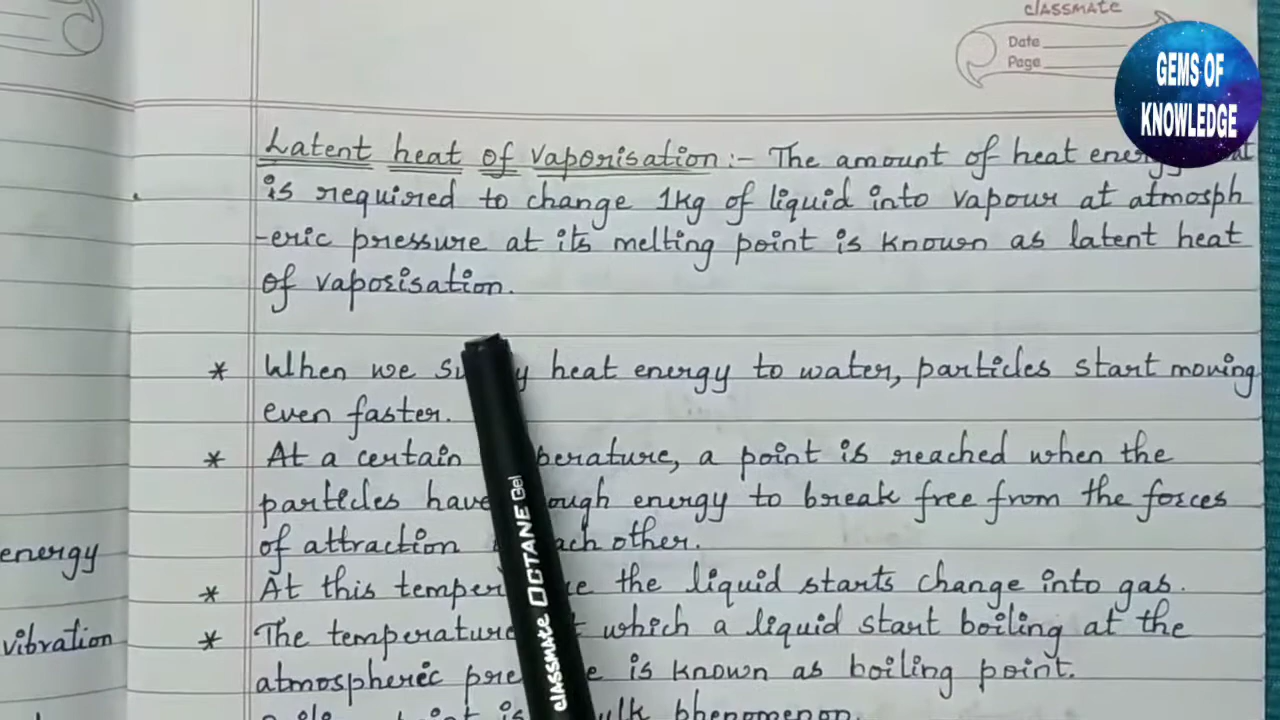 classmate
Date
Page
GEMS OF
KNOWLEDGE
Latent heat of vaporisation :- The amount of heat energy
is required to change 1kg of liquid into vapour at atmosph
-eric pressure at its melting point is known as latent heat
of vaporisation.
* When we heat energy to water, particles start moving
even faster.
* At a certain a point is reached when the
particles have energy to break free from the forces
of attraction each other.
* At this the liquid starts change into gas.
energy
* The temperature which a liquid start boiling at the
vibration
atmospheric is known as boiling point.
phenomenon.
classmate OCTANE Gel